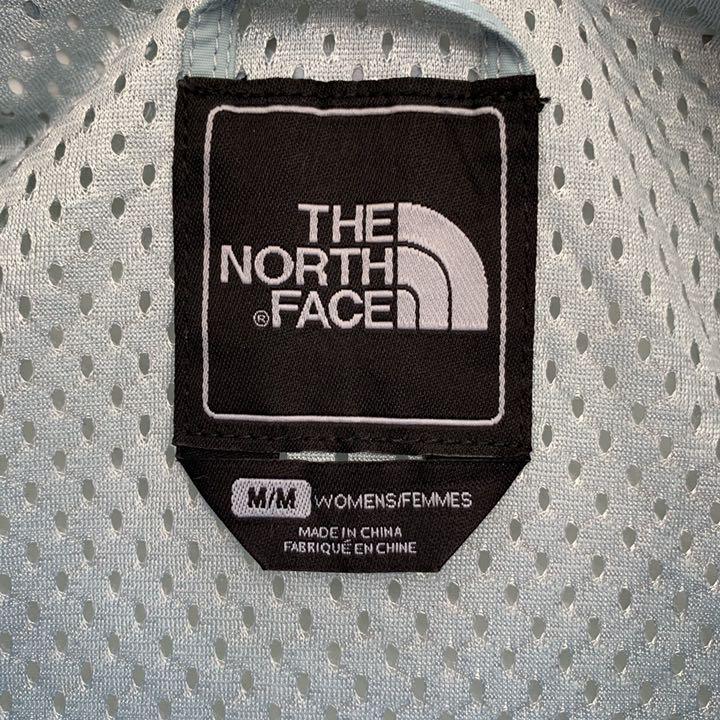 THE
NORTH
® FACE
M/M WOMENS/FEMMES
MADE IN CHINA
FABRIQUÉ EN CHINE